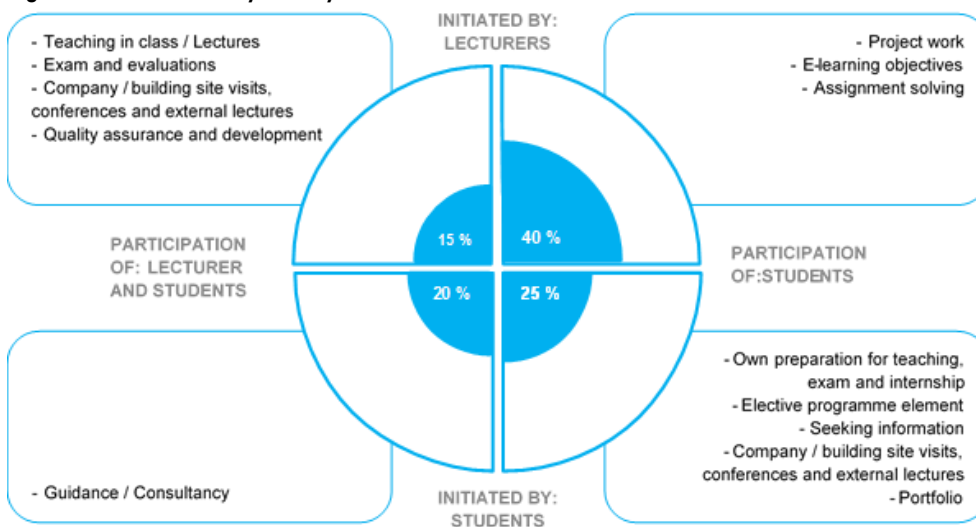 INITIATED BY:
LECTURERS
- Teaching in class / Lectures
- Exam and evaluations
- Company / building site visits,
conferences and external lectures
- Quality assurance and development
- Project work
- E-learning objectives
- Assignment solving
15 %
40 %
PARTICIPATION
OF: LECTURER
AND STUDENTS
PARTICIPATION
OF:STUDENTS
20 %
25 %
- Guidance / Consultancy
- Own preparation for teaching,
exam and internship
- Elective programme element
- Seeking information
- Company / building site visits,
conferences and external lectures
- Portfolio
INITIATED BY:
STUDENTS